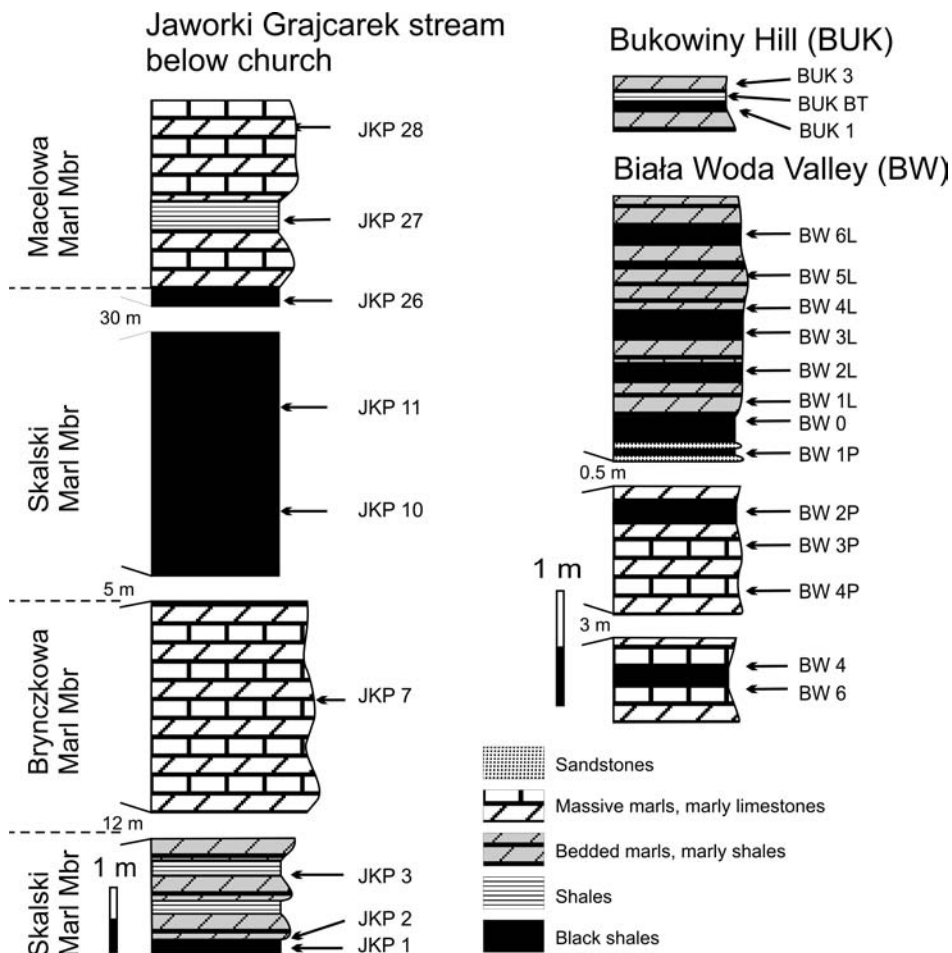 Jaworki Grajcarek stream
below church
Macelowa
Marl Mbr
JKP 28
JKP 27
JKP 26
30 m
Skalski
Marl Mbr
JKP 11
JKP 10
5 m
Brynczkowa
Marl Mbr
JKP 7
12 m
Skalski
Marl Mbr
1 m
JKP 3
JKP 2
JKP 1
Bukowiny Hill (BUK)
BUK 3
BUK BT
BUK 1
Biała Woda Valley (BW)
BW 6L
BW 5L
BW 4L
BW 3L
BW 2L
BW 1L
BW 0
BW 1P
0.5 m
BW 2P
BW 3P
BW 4P
1 m
3 m
BW 4
BW 6
Sandstones
Massive marls, marly limestones
Bedded marls, marly shales
Shales
Black shales